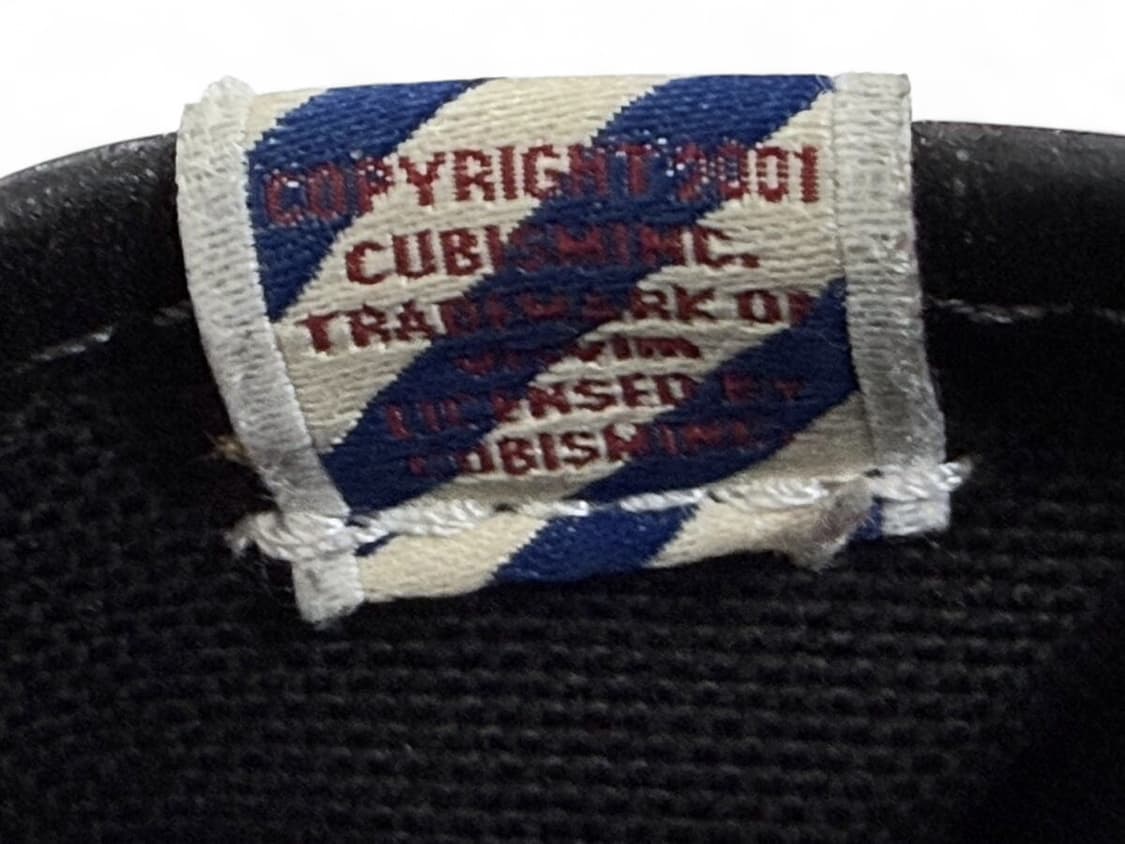 COPYRIGHT 2001
CUBISM INC.
TRADEMARK OF
LICENSED BY
CUBISM INC.